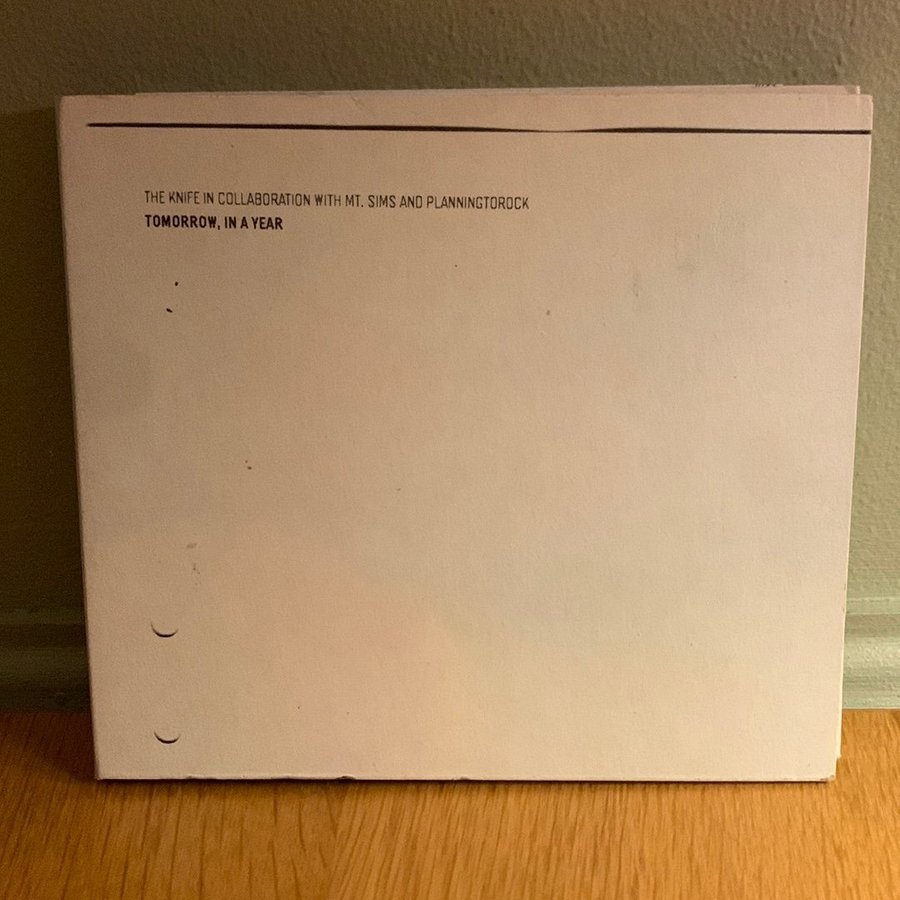 THE KNIFE IN COLLABORATION WITH MT. SIMS AND PLANNINGTOROCK
TOMORROW, IN A YEAR